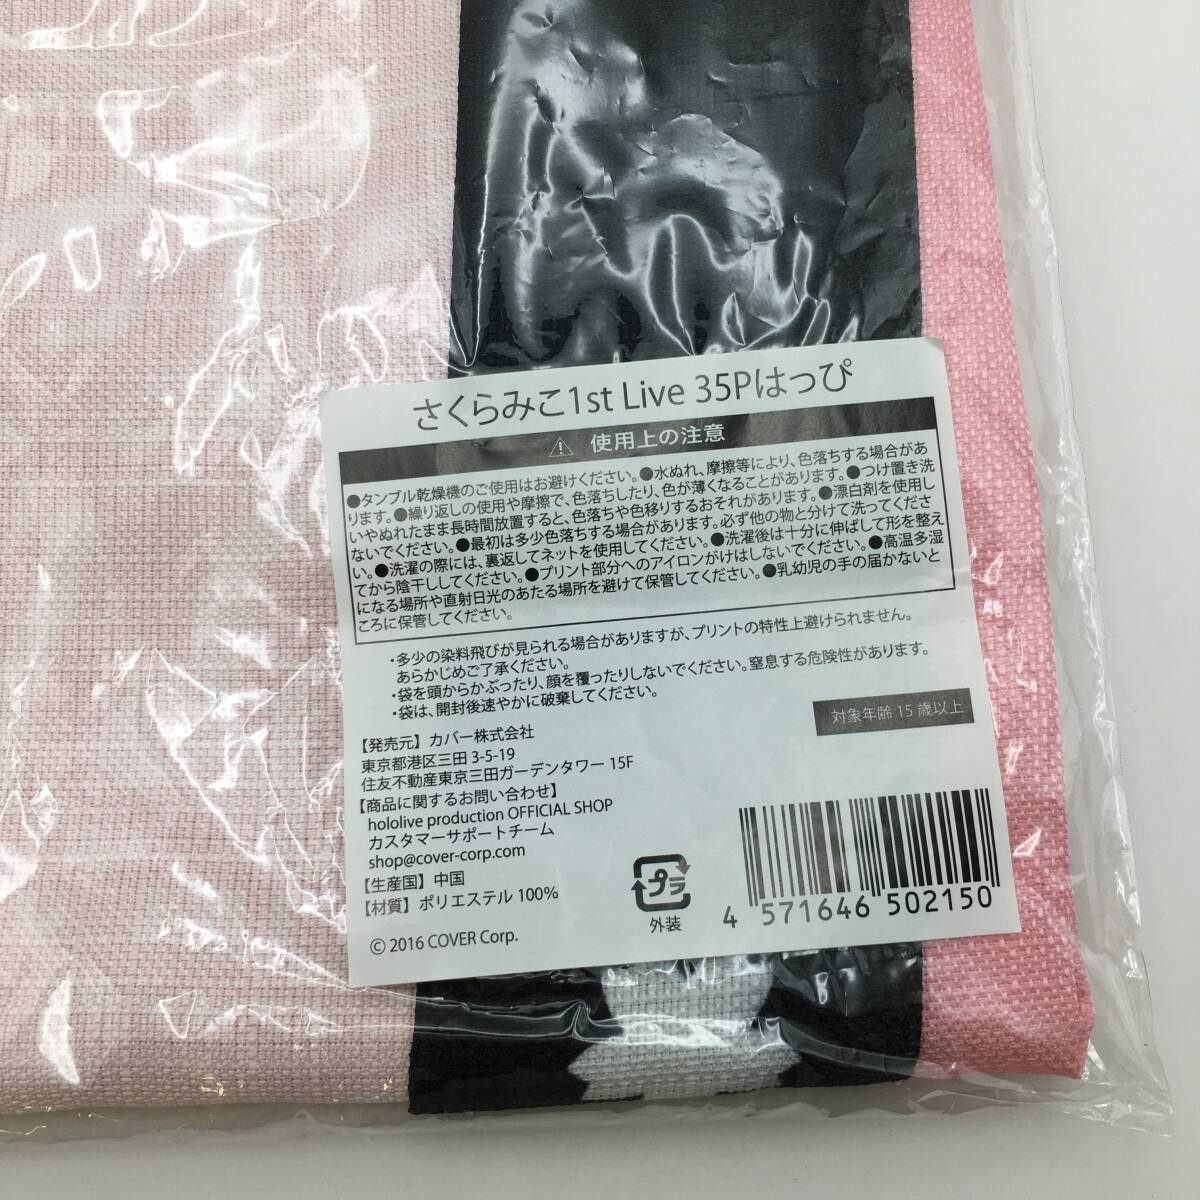 さくらみこ1st Live 35Pはっぴ
⚠ 使用上の注意
●タンブル乾燥機のご使用はお避けください。●水ぬれ、摩擦等により、色落ちする場合があ
ります。●繰り返しの使用や摩擦で、色落ちしたり、色が薄くなることがあります。●つけ置き洗
いやぬれたまま長時間放置すると、色落ちや色移りするおそれがあります。●漂白剤を使用し
ないでください。●最初は多少色落ちする場合があります。必ず他の物と分けて洗ってくださ
い。●洗濯の際には、裏返してネットを使用してください。●洗濯後は十分に伸ばして形を整え
てから陰干ししてください。●プリント部分へのアイロンがけはしないでください。●高温多湿
になる場所や直射日光のあたる場所を避けて保管してください。●乳幼児の手の届かないと
ころに保管してください。
・多少の染料飛びが見られる場合がありますが、プリントの特性上避けられません。
あらかじめご了承ください。
・袋を頭からかぶったり、顔を覆ったりしないでください。窒息する危険性があります。
・袋は、開封後速やかに破棄してください。
対象年齢 15 歳以上
【発売元】カバー株式会社
東京都港区三田 3-5-19
住友不動産東京三田ガーデンタワー 15F
【商品に関するお問い合わせ】
hololive production OFFICIAL SHOP
カスタマーサポートチーム
shop@cover-corp.com
【生産国】中国
【材質】ポリエステル 100%
© 2016 COVER Corp.
プラ
外装
4 571646 502150